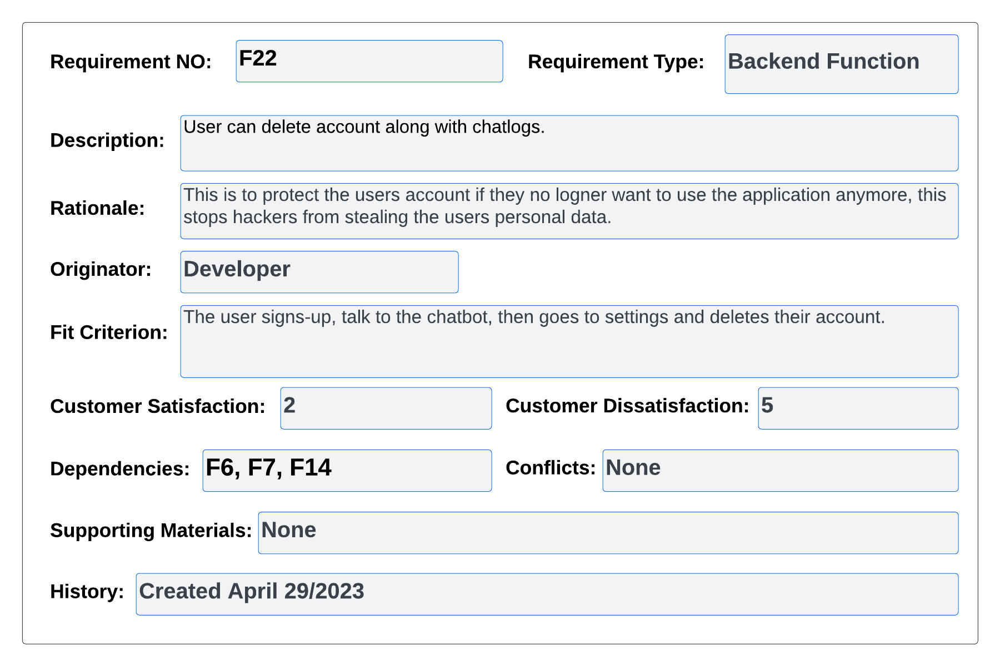 Requirement NO: F22 Requirement Type: Backend Function
Description: User can delete account along with chatlogs.
Rationale: This is to protect the users account if they no logner want to use the application anymore, this
stops hackers from stealing the users personal data.
Originator: Developer
Fit Criterion: The user signs-up, talk to the chatbot, then goes to settings and deletes their account.
Customer Satisfaction: 2 Customer Dissatisfaction: 5
Dependencies: F6, F7, F14 Conflicts: None
Supporting Materials: None
History: Created April 29/2023